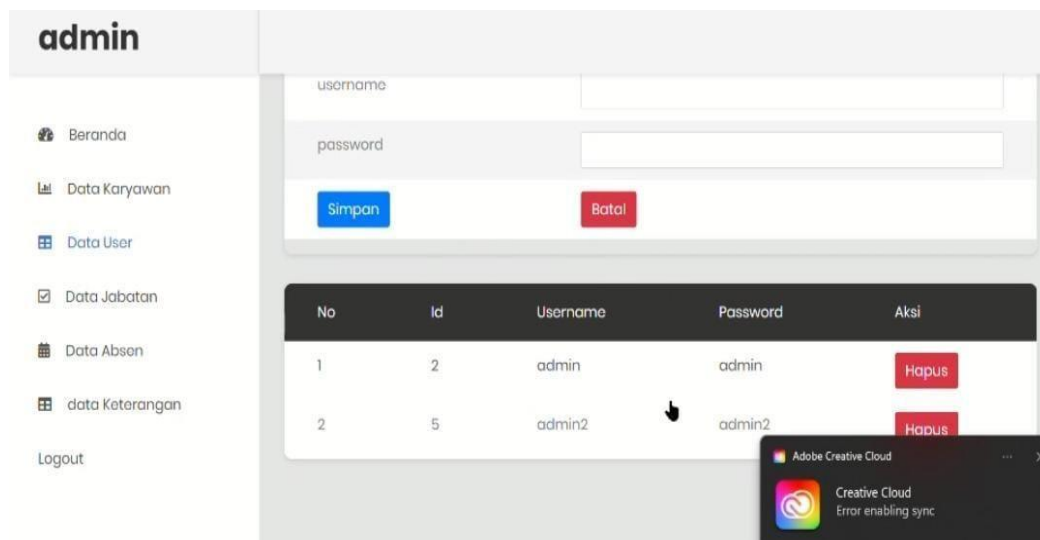 admin
Beranda
Data Karyawan
Data User
Data Jabatan
Data Absen
data Keterangan
Logout
username
password
Simpan Batal
No Id Username Password Aksi
1 2 admin admin Hapus
2 5 admin2 admin2 Hapus
Adobe Creative Cloud
Creative Cloud
Error enabling sync